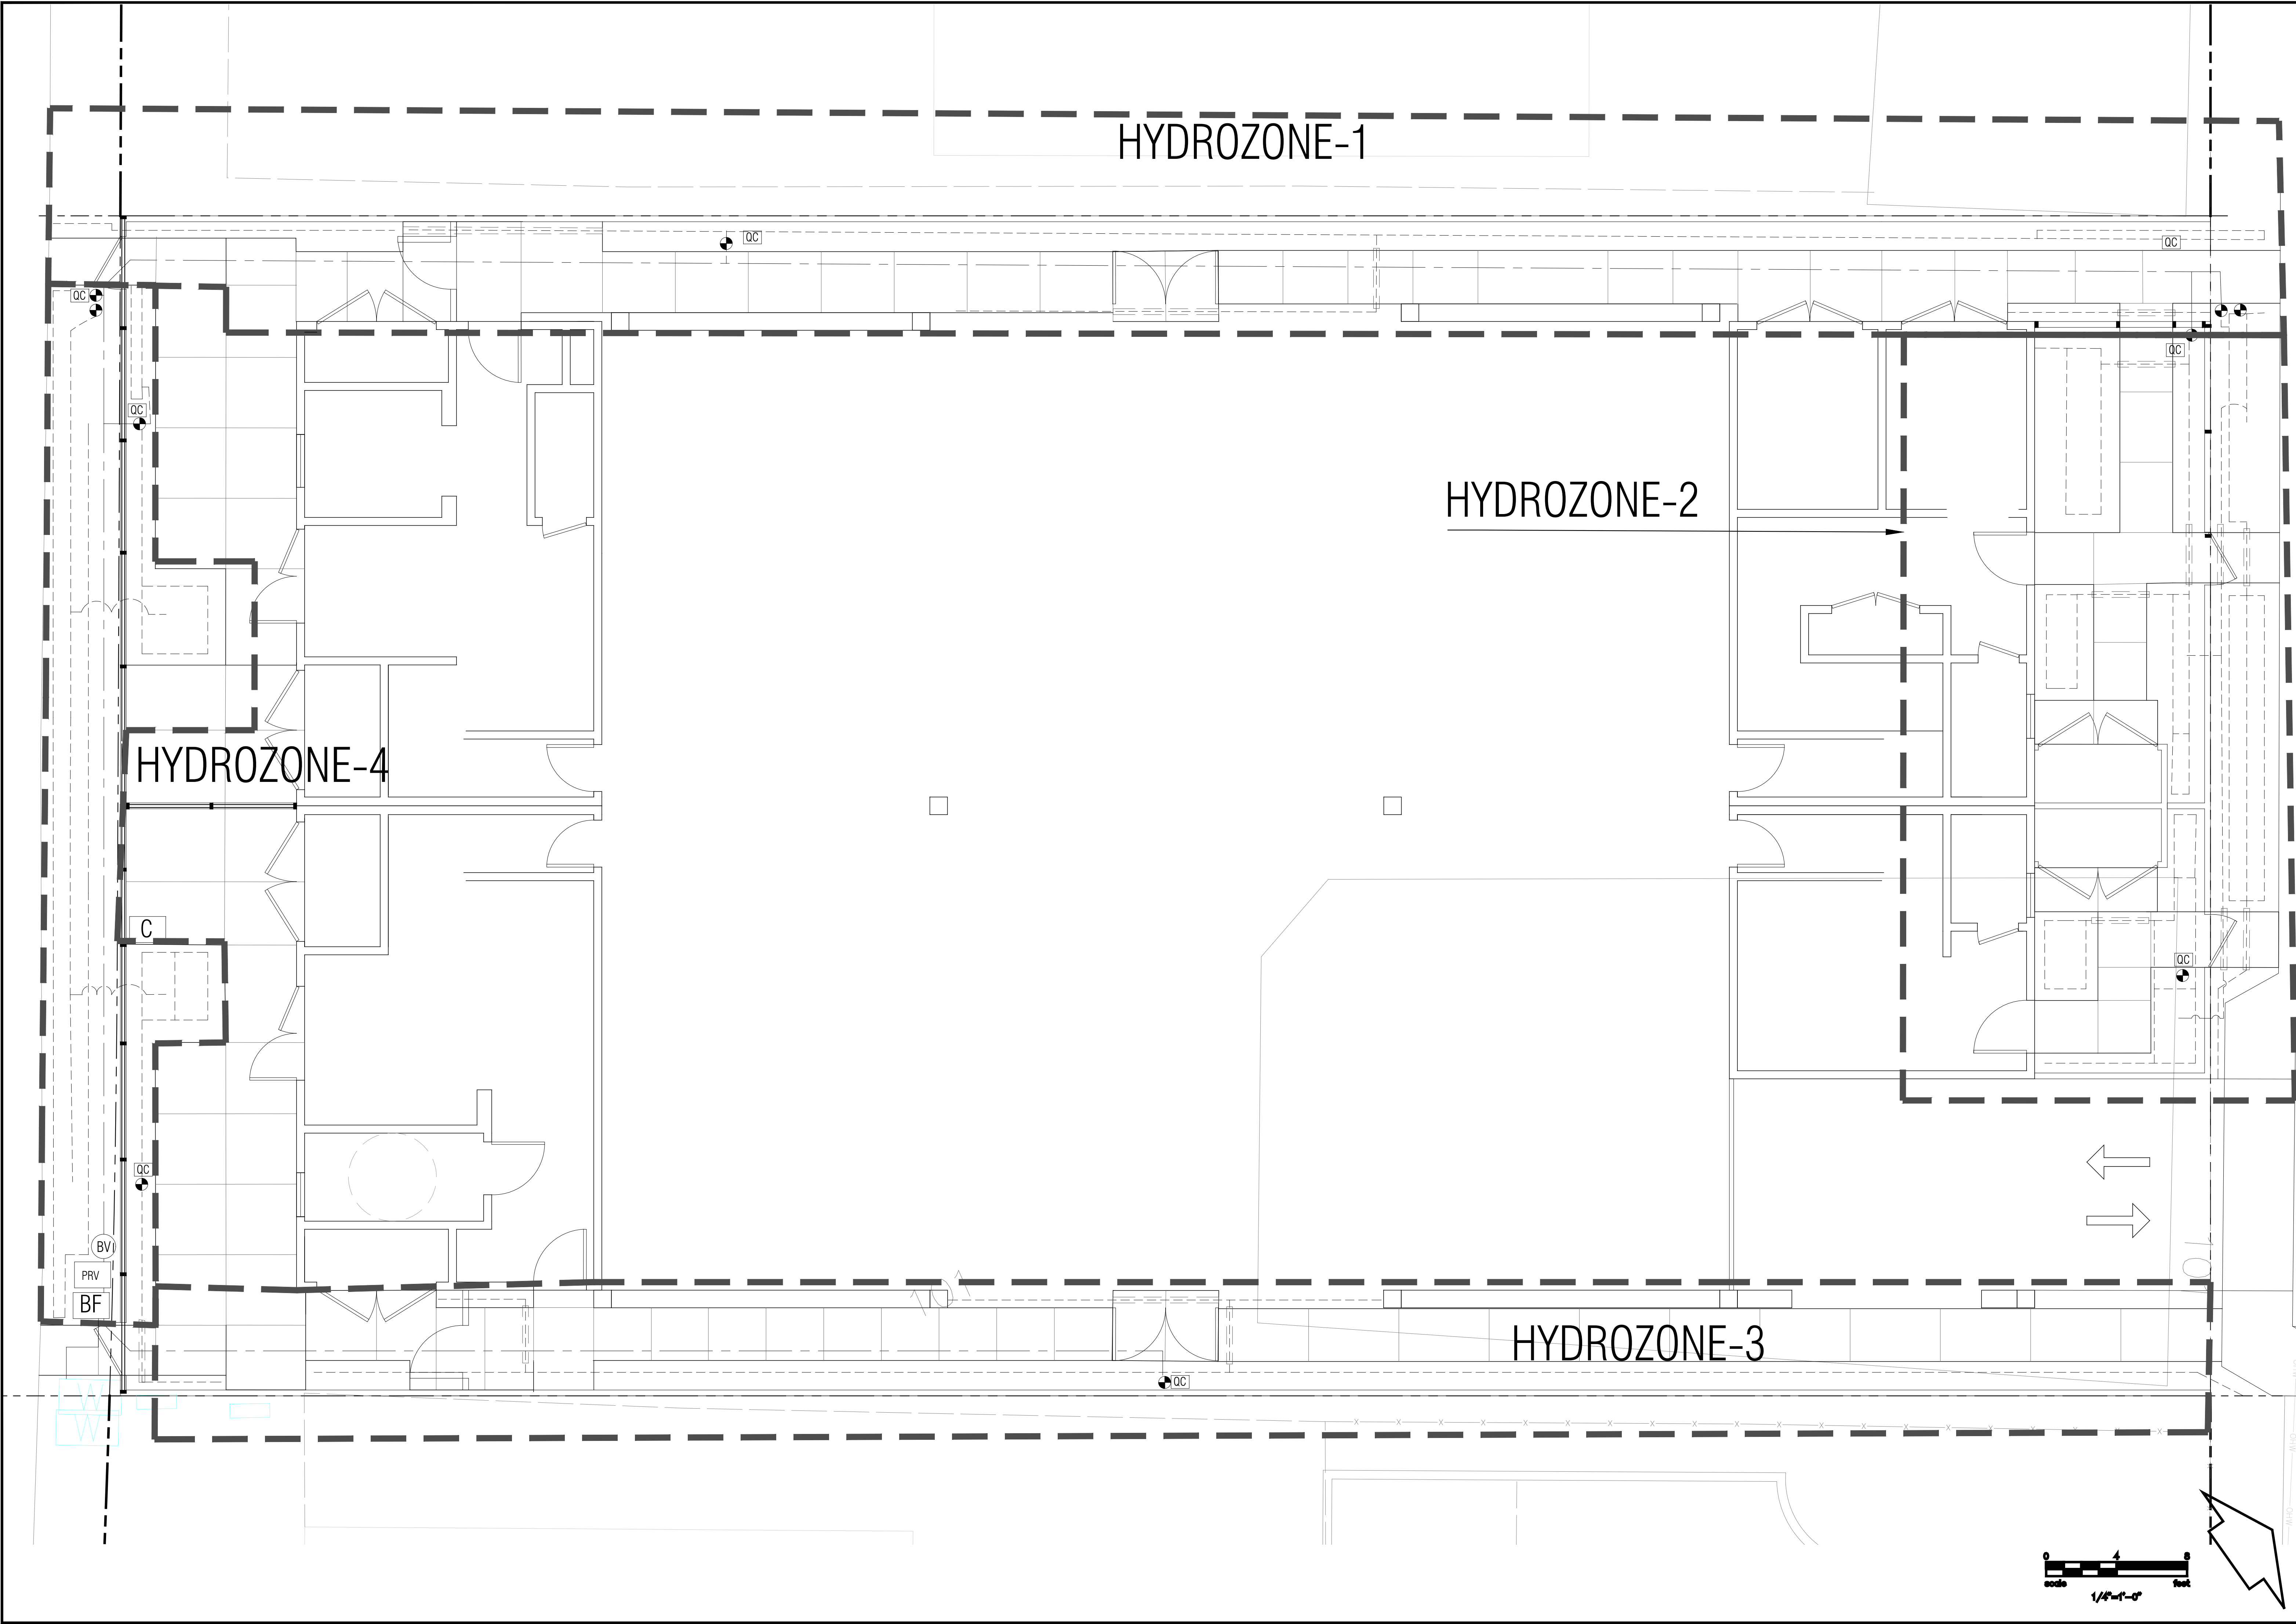 HYDROZONE-1
QC
QC
QC
QC
QC
HYDROZONE-2
HYDROZONE-4
C
QC
QC
BV
PRV
BF
HYDROZONE-3
QC
W
W
0 4 8
scale feet
1/4"=1'-0"